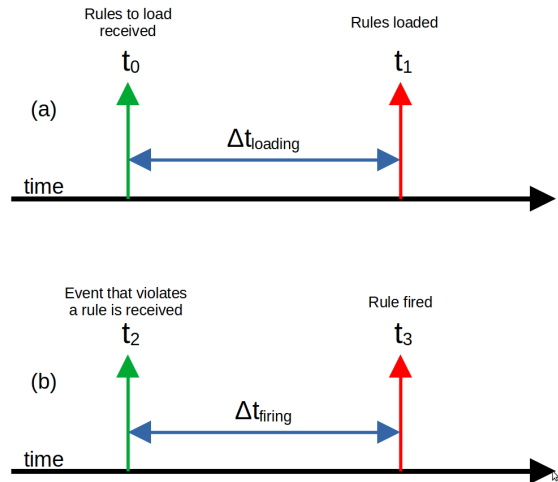 Rules to load
received
Rules loaded
t0
t1
(a)
Δtloading
time
Event that violates
a rule is received
Rule fired
t2
t3
(b)
Δtfiring
time